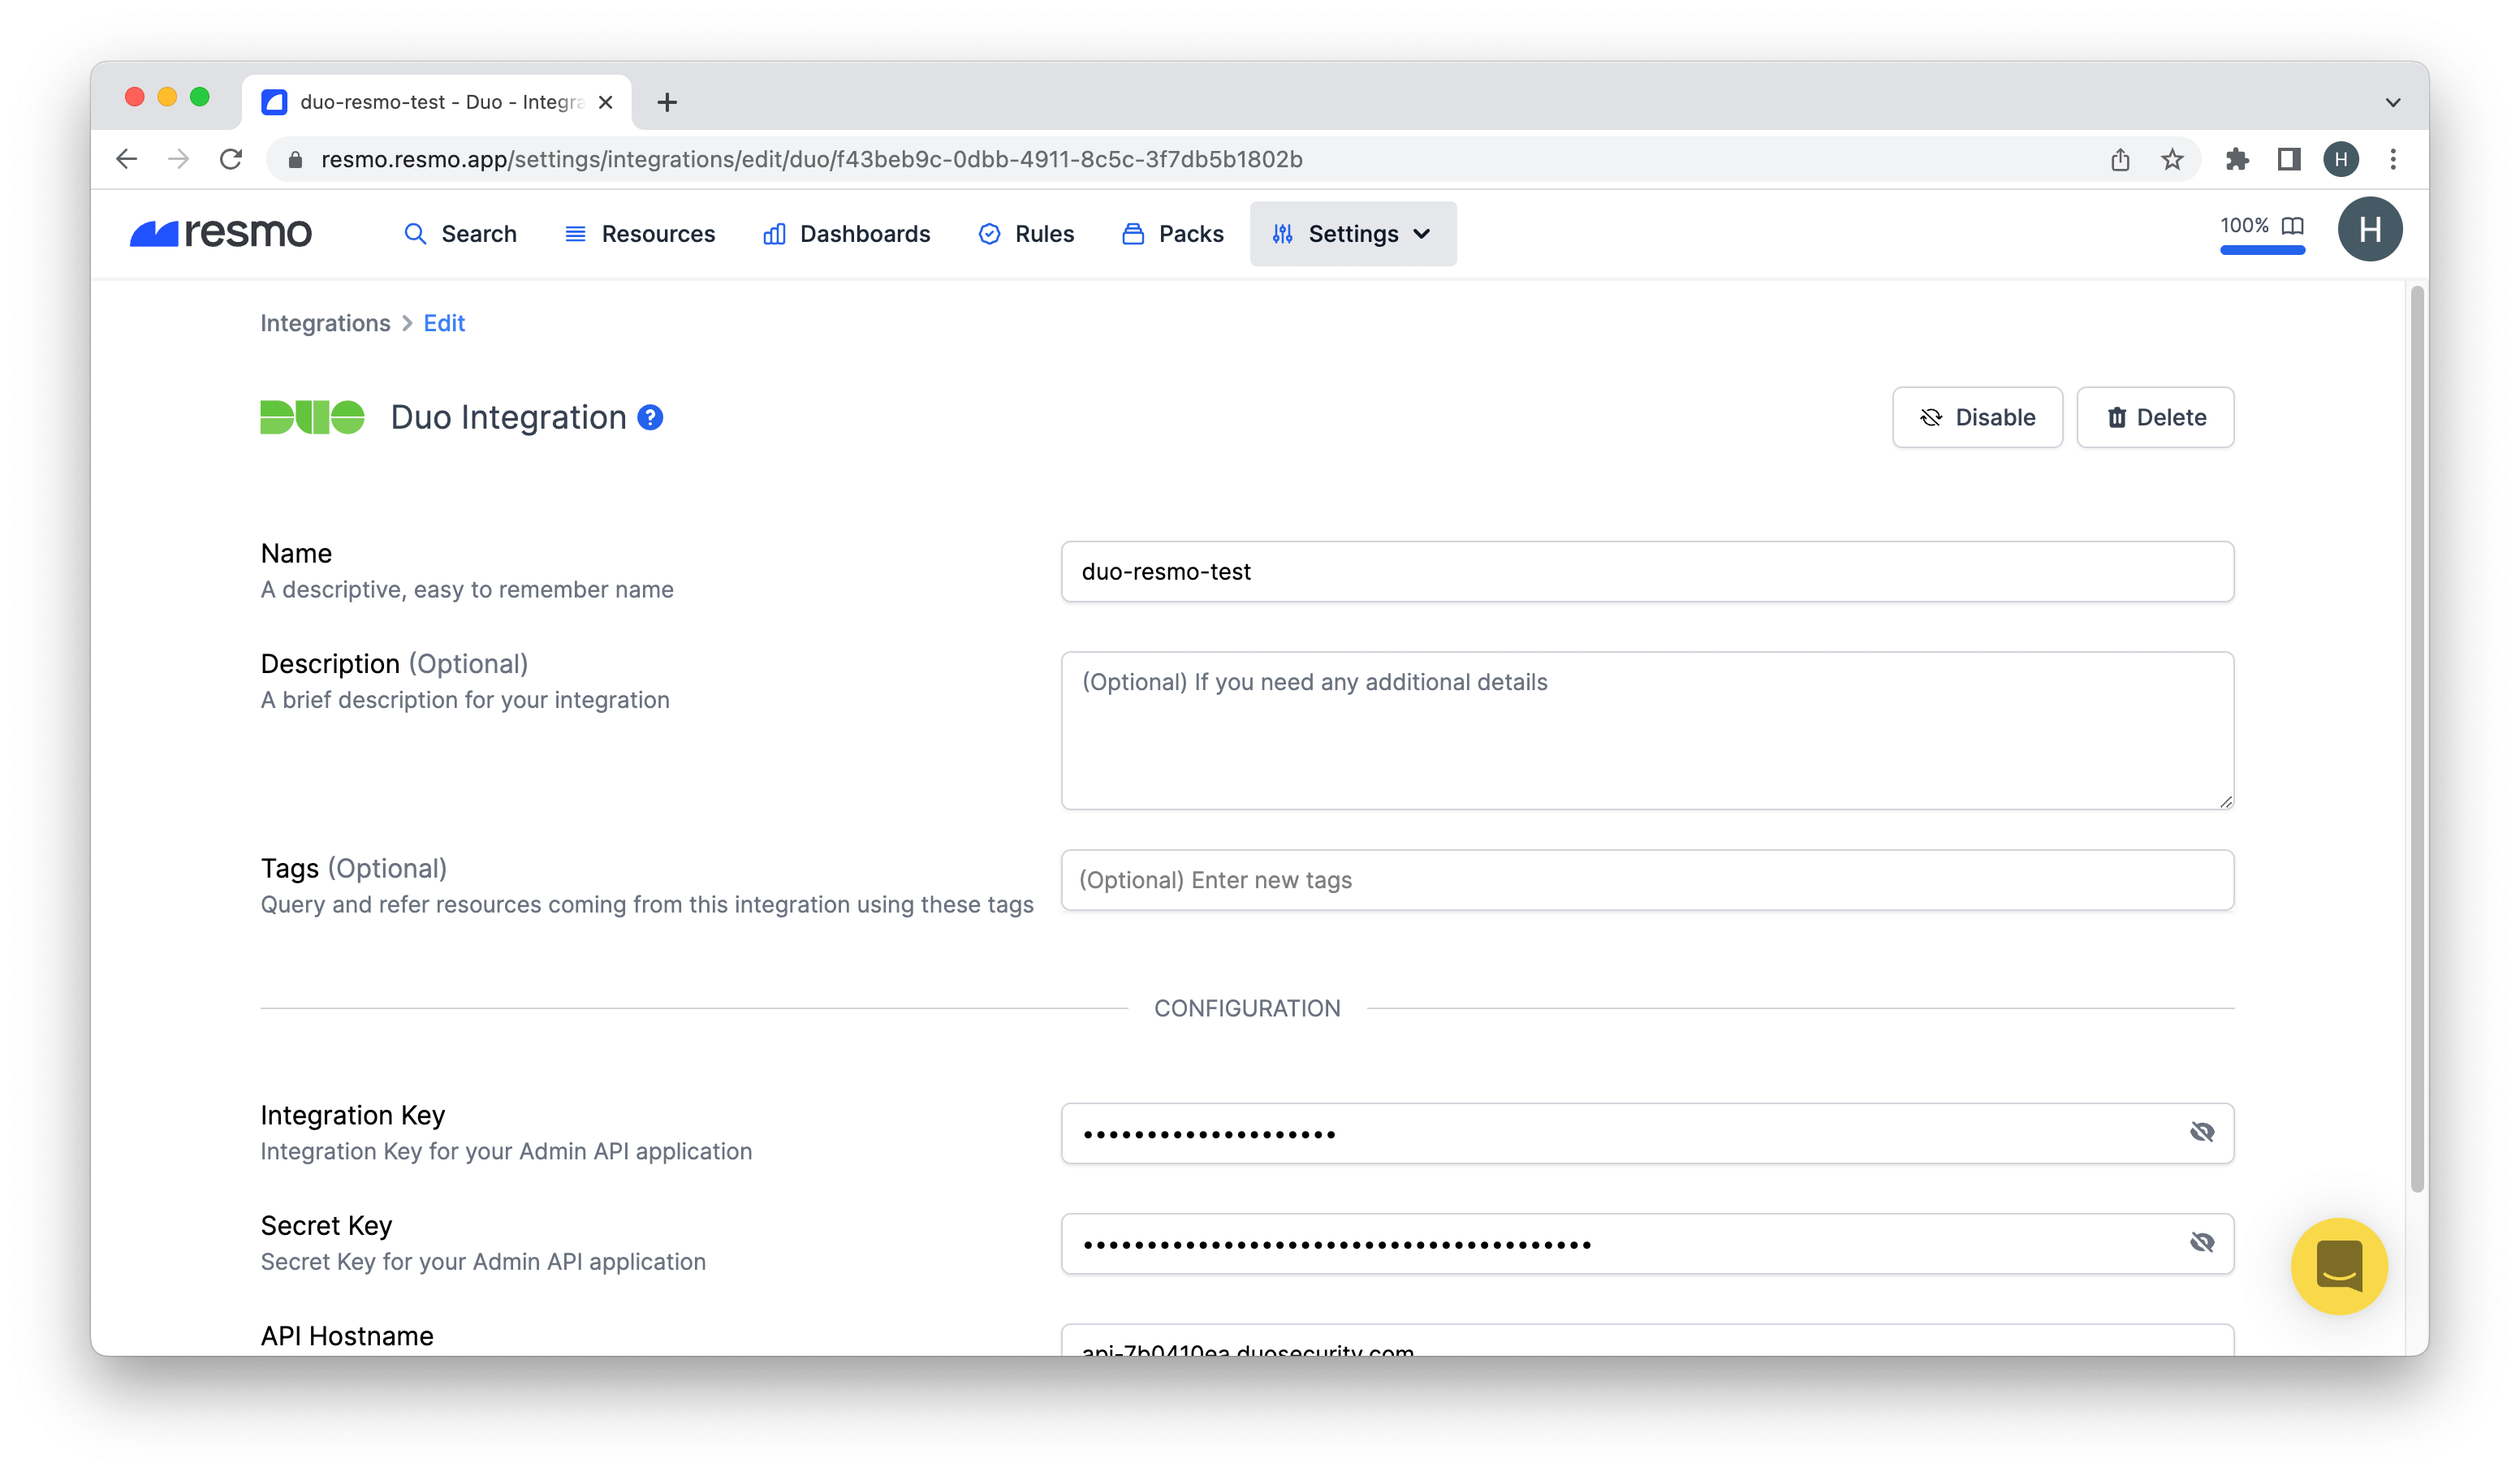 duo-resmo-test - Duo - Integra
resmo.resmo.app/settings/integrations/edit/duo/f43beb9c-0dbb-4911-8c5c-3f7db5b1802b
H
resmo
Search
Resources
Dashboards
Rules
Packs
Settings
100%
H
Integrations > Edit
DUO
Duo Integration ?
Disable
Delete
Name
A descriptive, easy to remember name
duo-resmo-test
Description (Optional)
A brief description for your integration
(Optional) If you need any additional details
Tags (Optional)
Query and refer resources coming from this integration using these tags
(Optional) Enter new tags
CONFIGURATION
Integration Key
Integration Key for your Admin API application
••••••••••••••••••••
Secret Key
Secret Key for your Admin API application
••••••••••••••••••••••••••••••••••••••••
API Hostname
api-7b0410ea.duosecurity.com